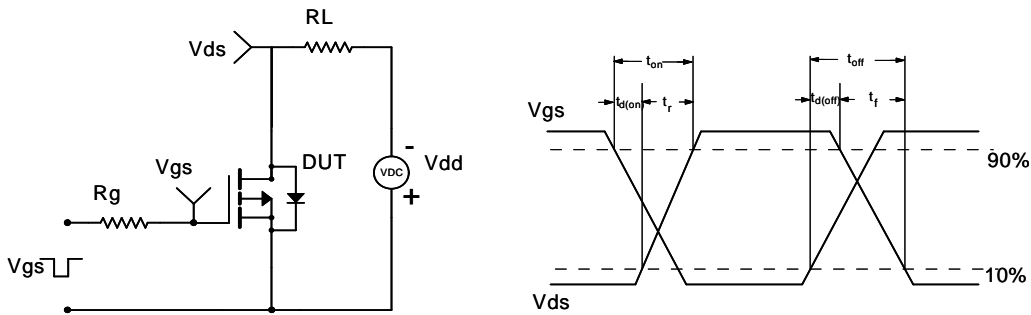 RL
Vds
-
Vgs
DUT
VDC
Vdd
+
Rg
Vgs
ton
toff
td(on)
tr
td(off)
tf
Vgs
90%
10%
Vds